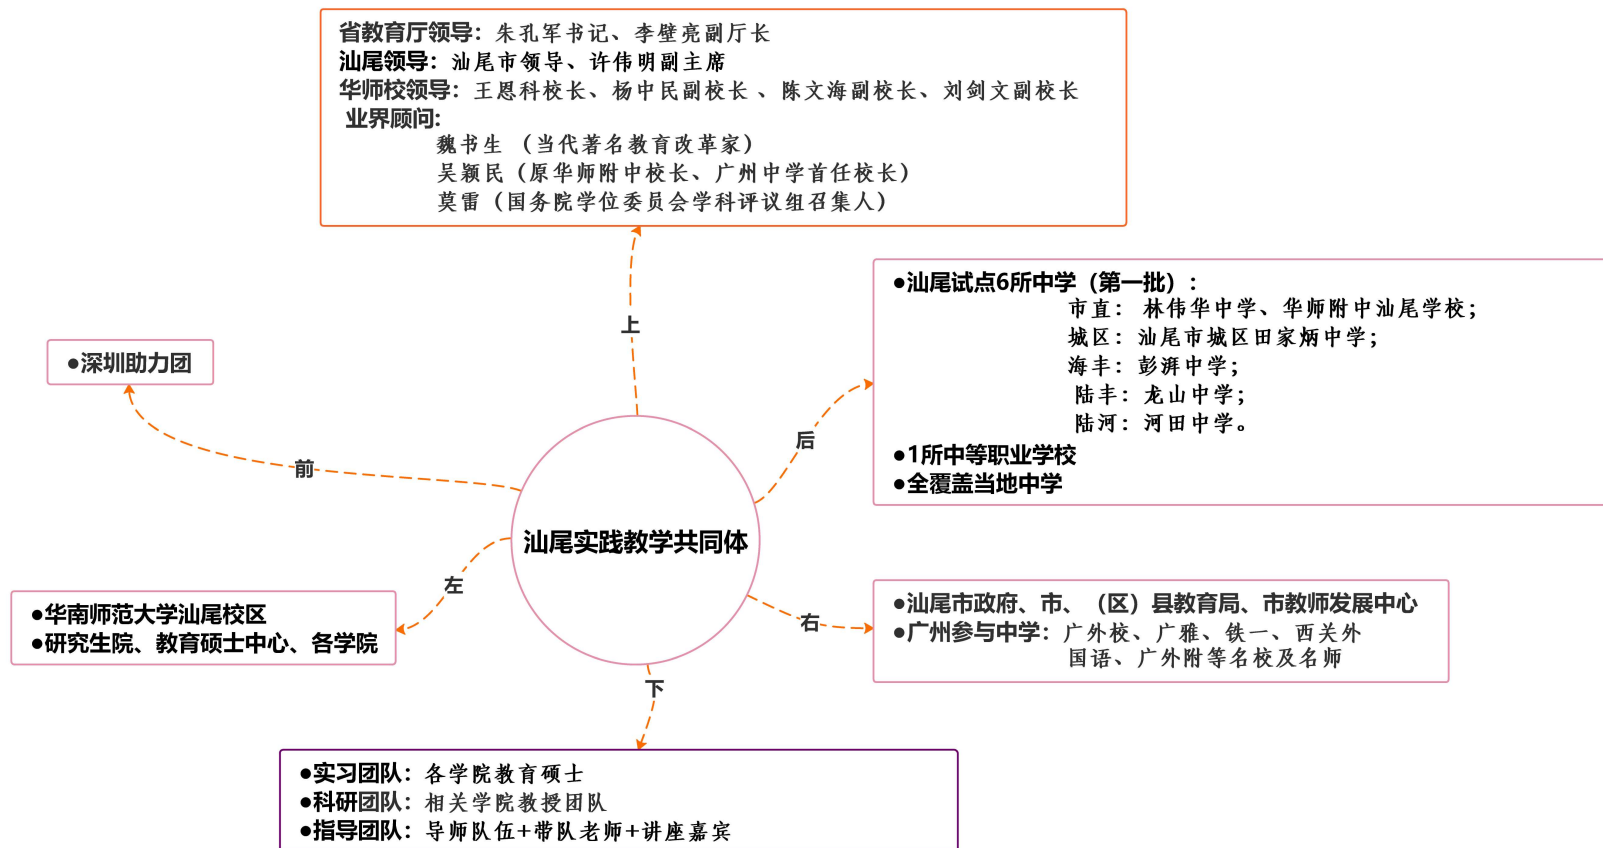 省教育厅领导：朱孔军书记、李璧亮副厅长
汕尾领导：汕尾市领导、许伟明副主席
华师校领导：王恩科校长、杨中民副校长 、陈文海副校长、刘剑文副校长
业界顾问:
魏书生 （当代著名教育改革家）
吴颖民（原华师附中校长、广州中学首任校长）
莫雷（国务院学位委员会学科评议组召集人）
上
●深圳助力团
前
●汕尾试点6所中学（第一批）:
市直： 林伟华中学、华师附中汕尾学校；
城区：汕尾市城区田家炳中学；
海丰：彭湃中学；
陆丰：龙山中学；
陆河：河田中学。
●1所中等职业学校
●全覆盖当地中学
后
汕尾实践教学共同体
左
●华南师范大学汕尾校区
●研究生院、教育硕士中心、各学院
右
●汕尾市政府、市、（区）县教育局、市教师发展中心
●广州参与中学：广外校、广雅、铁一、西关外
国语、广外附等名校及名师
下
●实习团队：各学院教育硕士
●科研团队：相关学院教授团队
●指导团队：导师队伍+带队老师+讲座嘉宾